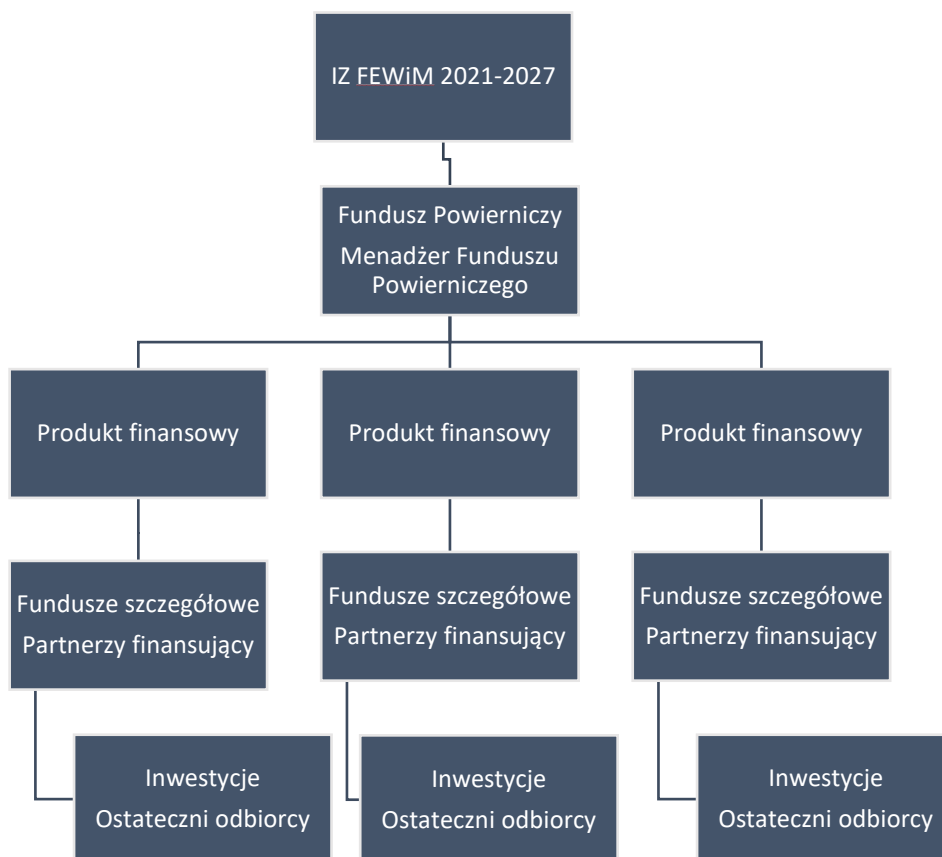 IZ FEWiM 2021-2027
Fundusz Powierniczy
Menadżer Funduszu
Powierniczego
Produkt finansowy
Produkt finansowy
Produkt finansowy
Fundusze szczegółowe
Partnerzy finansujący
Fundusze szczegółowe
Partnerzy finansujący
Fundusze szczegółowe
Partnerzy finansujący
Inwestycje
Ostateczni odbiorcy
Inwestycje
Ostateczni odbiorcy
Inwestycje
Ostateczni odbiorcy